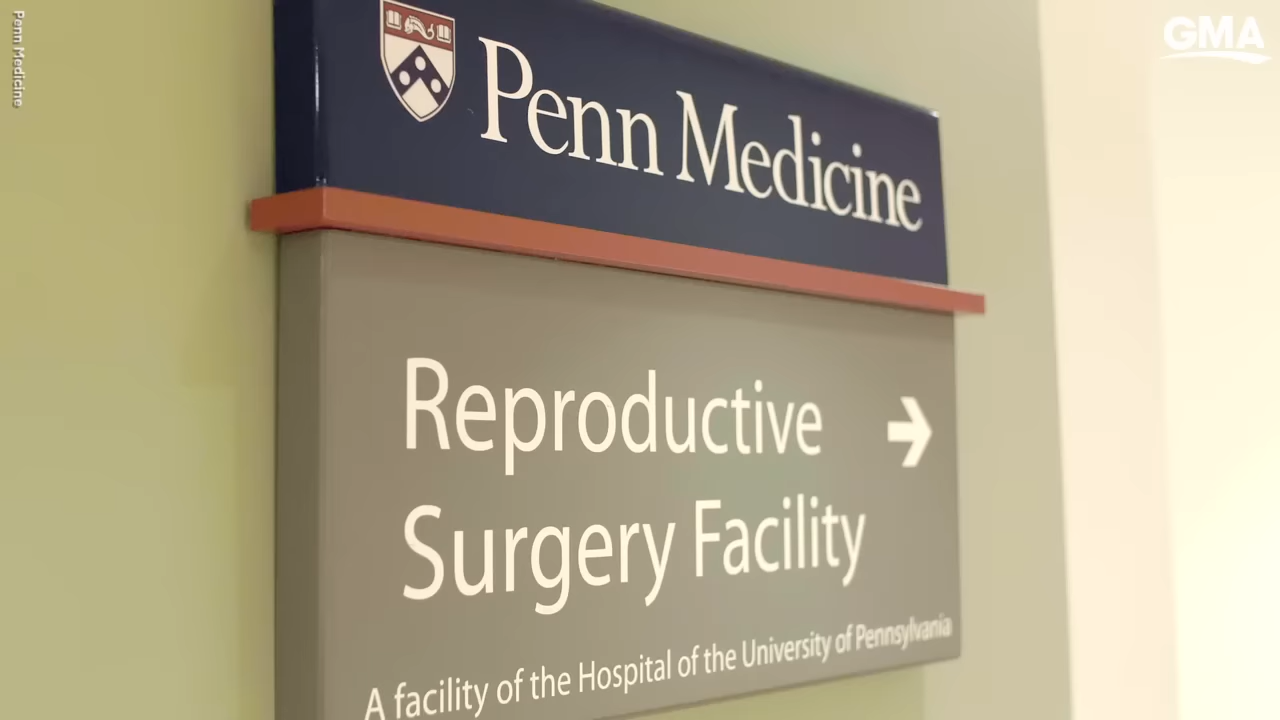 Penn Medicine
GMA
Penn Medicine
Reproductive
Surgery Facility
A facility of the Hospital of the University of Pennsylvania